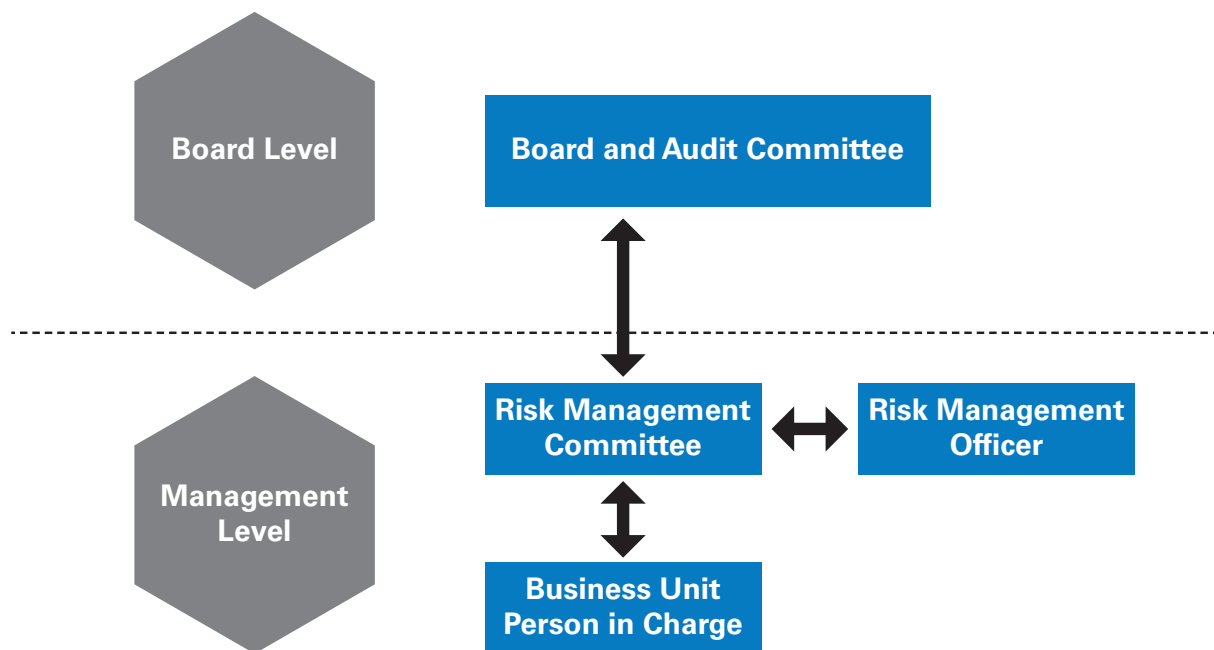 Board Level
Board and Audit Committee
Risk Management
Committee
Risk Management
Officer
Management
Level
Business Unit
Person in Charge